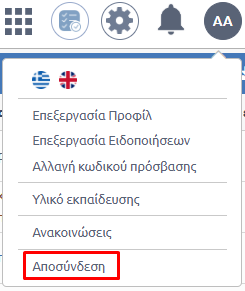 AA
Επεξεργασία Προφίλ
Επεξεργασία Ειδοποιήσεων
Αλλαγή κωδικού πρόσβασης
Υλικό εκπαίδευσης
Ανακοινώσεις
Αποσύνδεση